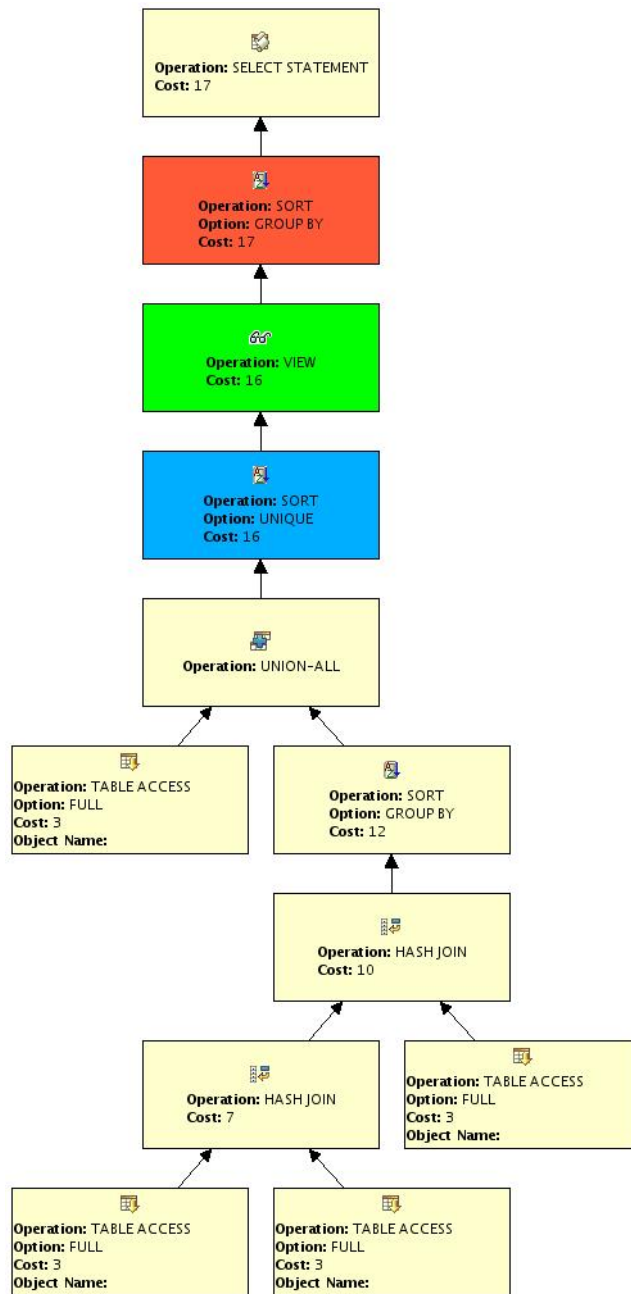 Operation: SELECT STATEMENT
Cost: 17
Operation: SORT
Option: GROUP BY
Cost: 17
Operation: VIEW
Cost: 16
Operation: SORT
Option: UNIQUE
Cost: 16
Operation: UNION-ALL
Operation: TABLE ACCESS
Option: FULL
Cost: 3
Object Name:
Operation: SORT
Option: GROUP BY
Cost: 12
Operation: HASH JOIN
Cost: 10
Operation: HASH JOIN
Cost: 7
Operation: TABLE ACCESS
Option: FULL
Cost: 3
Object Name:
Operation: TABLE ACCESS
Option: FULL
Cost: 3
Object Name:
Operation: TABLE ACCESS
Option: FULL
Cost: 3
Object Name: